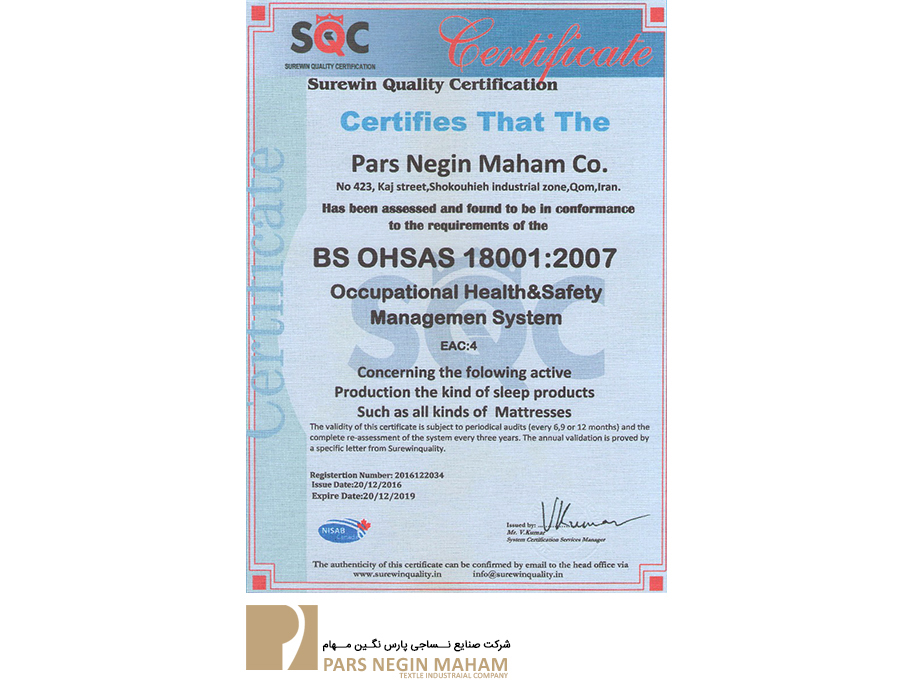 SQC
SUREWIN QUALITY CERTIFICATION
Certificate
Surewin Quality Certification
Certifies That The
Pars Negin Maham Co.
No 423, Kaj street,Shokouhieh industrial zone,Qom,Iran.
Has been assessed and found to be in conformance
to the requirements of the
BS OHSAS 18001:2007
Occupational Health&Safety
Managemen System
EAC:4
Concerning the folowing active
Production the kind of sleep products
Such as all kinds of Mattresses
The validity of this certificate is subject to periodical audits (every 6,9 or 12 months) and the
complete re-assessment of the system every three years. The annual validation is proved by
a specific letter from Surewinquality.
Registertion Number: 2016122034
Issue Date:20/12/2016
Expire Date:20/12/2019
NISAB
Canada
Issued by: VKumar
Mr. V.Kumar
System Certification Services Manager
The authenticity of this certificate can be confirmed by email to the head office via
www.surewinquality.in info@surewinquality.in
Certificate
SQC
شرکت صنایع نساجی پارس نگین مهام
PARS NEGIN MAHAM
TEXTLE INDUSTRAIAL COMPANY